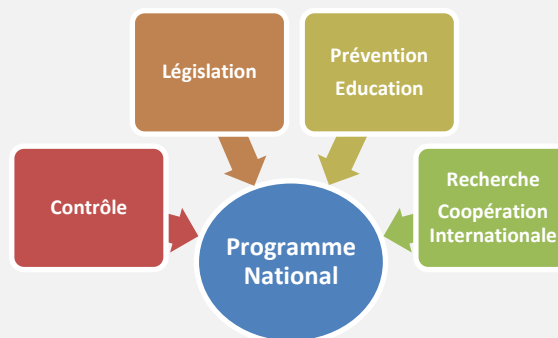 Législation
Prévention
Education
Contrôle
Recherche
Coopération
Internationale
Programme
National